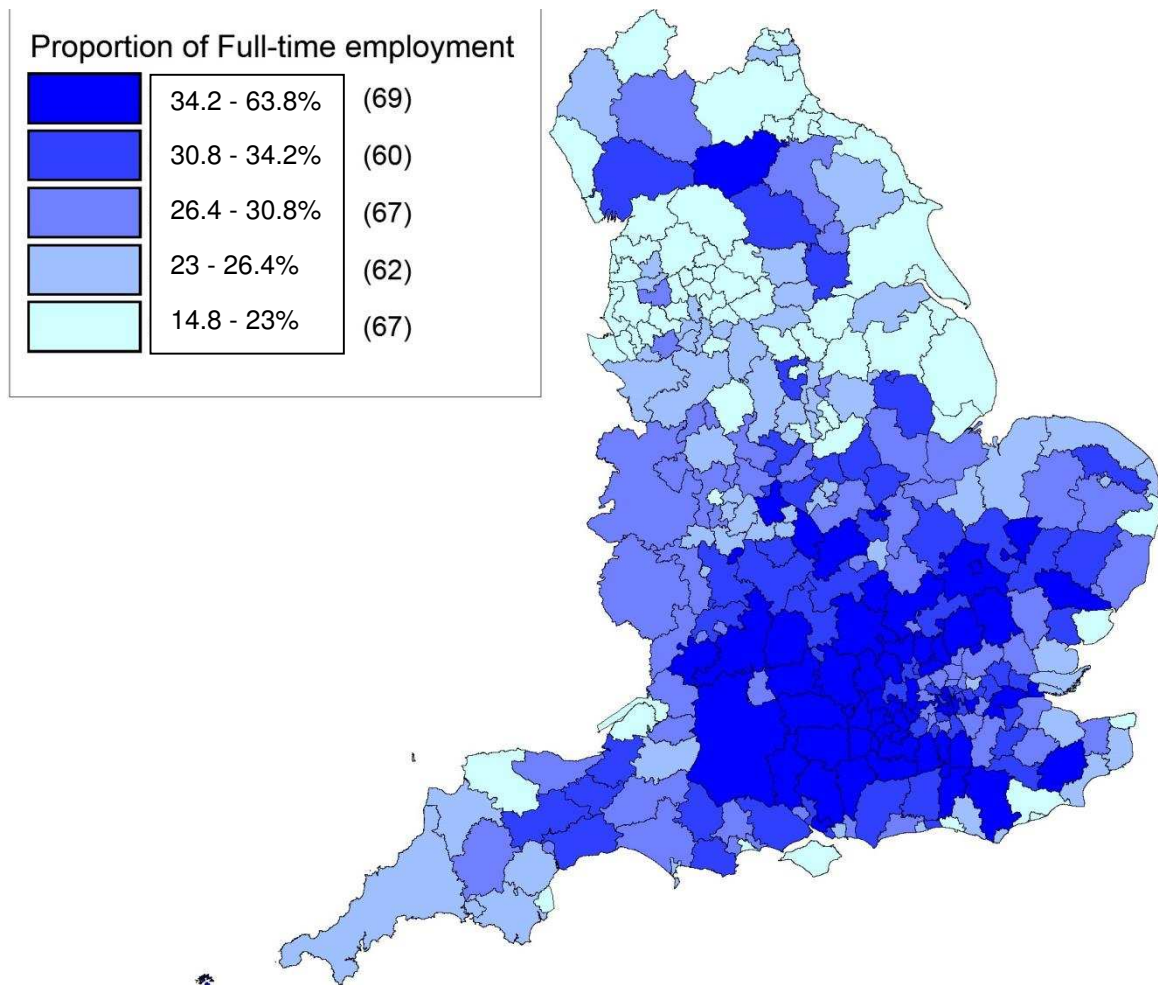 Proportion of Full-time employment
34.2 - 63.8% (69)
30.8 - 34.2% (60)
26.4 - 30.8% (67)
23 - 26.4% (62)
14.8 - 23% (67)